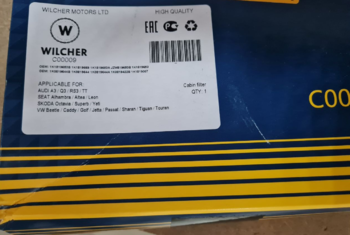 WILCHER MOTORS LTD
HIGH QUALITY
W
WILCHER
C00009
EAC
APPLICABLE FOR
Cabin filter
AUDI A3 / Q3 / RS3 / TT
QTY: 1
SEAT Alhambra / Altea / Leon
SKODA Octavia / Superb / Yeti
VW Beetle / Caddy / Golf / Jetta / Passat / Sharan / Tiguan / Touran
C00